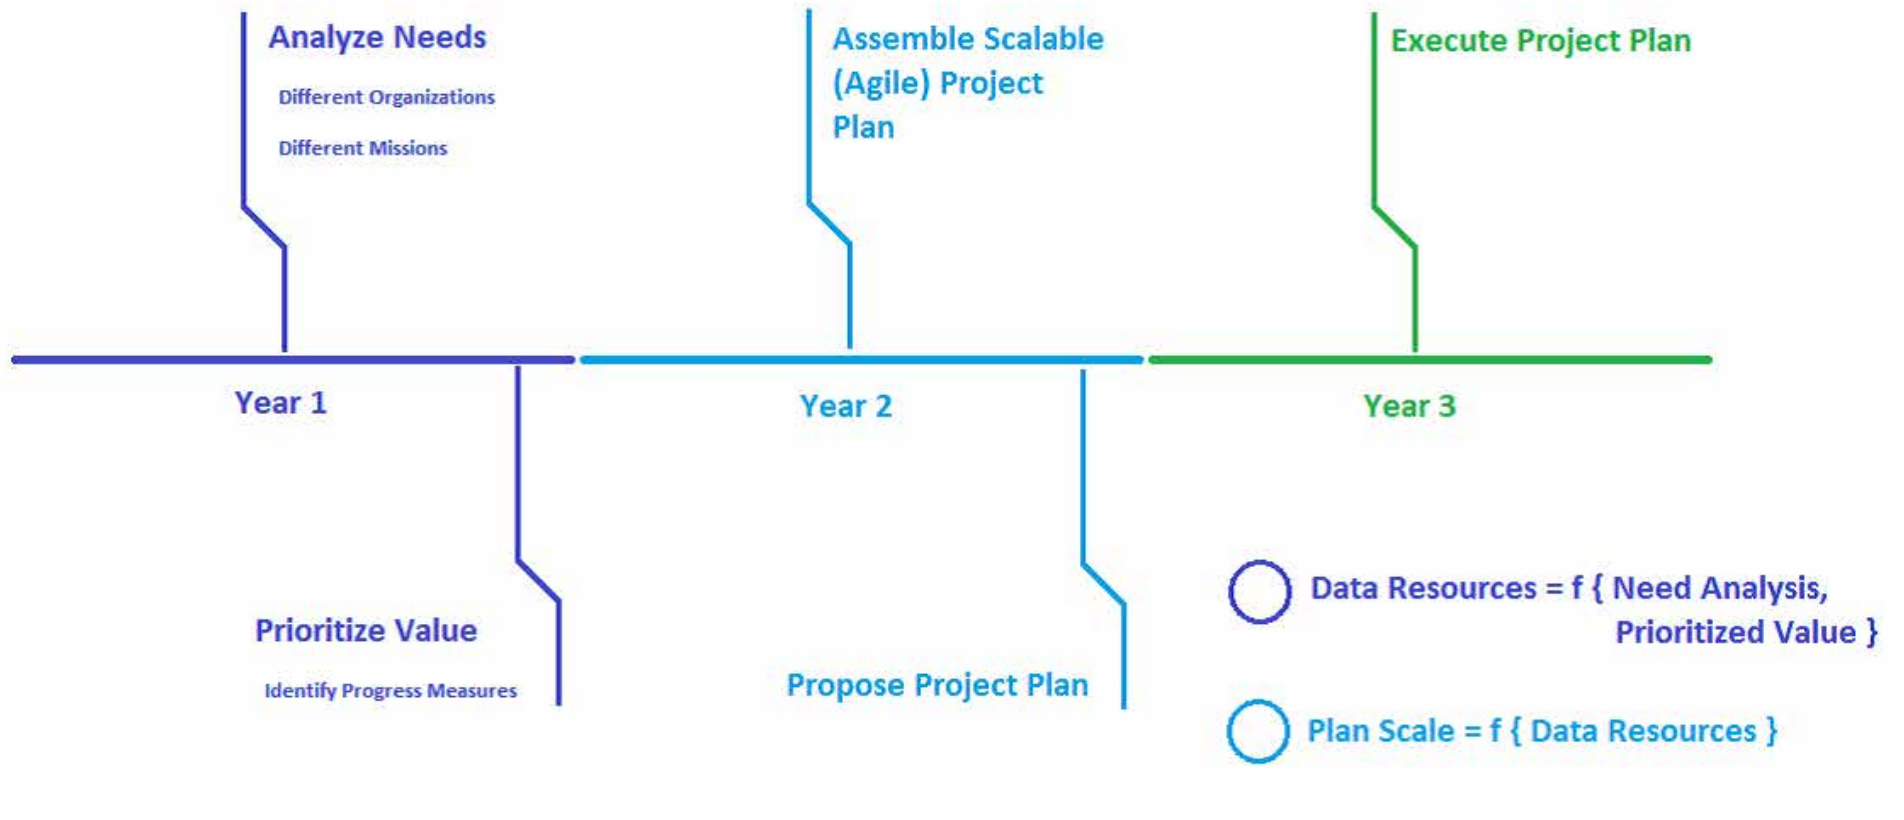 Analyze Needs
Different Organizations
Different Missions
Assemble Scalable
(Agile) Project
Plan
Execute Project Plan
Year 1
Year 2
Year 3
Prioritize Value
Identify Progress Measures
Propose Project Plan
Data Resources = f { Need Analysis,
Prioritized Value }
Plan Scale = f { Data Resources }